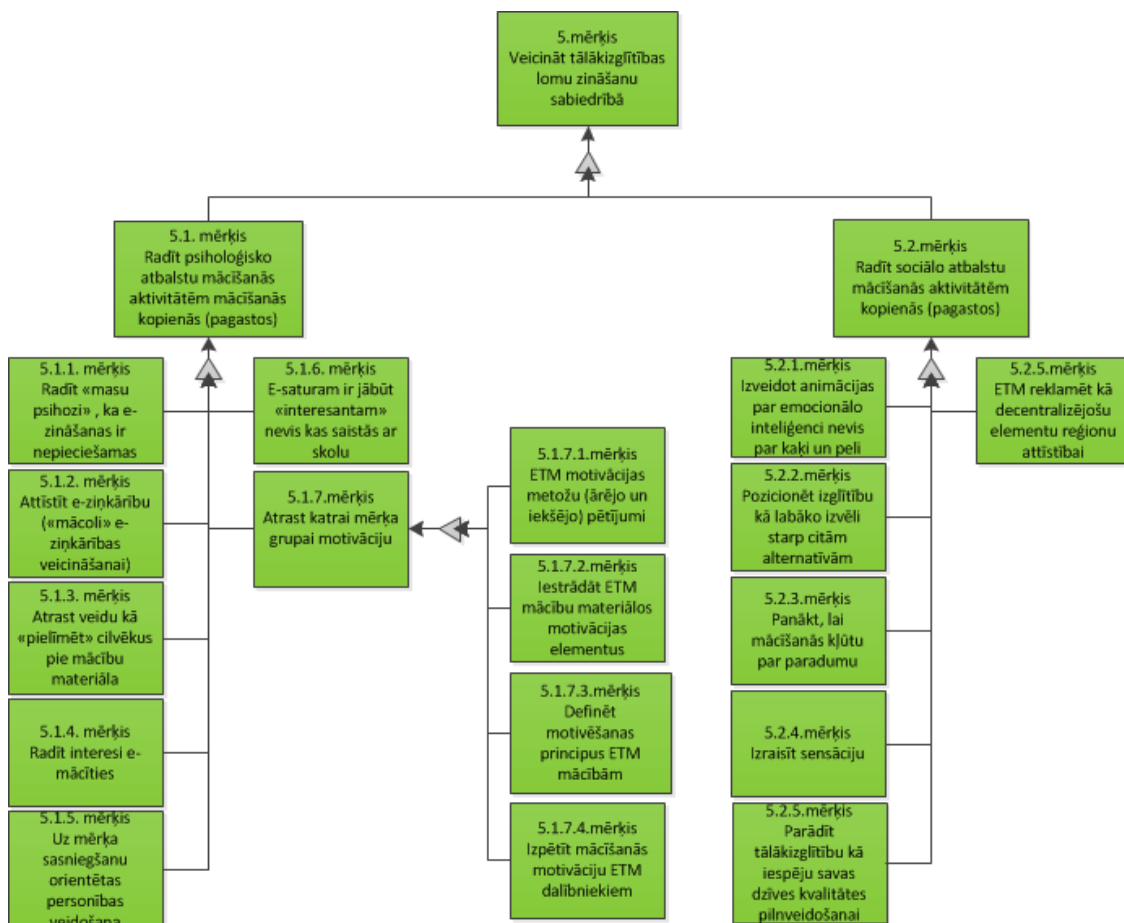 5.mērķis
Veicināt tālākizglītības
lomu zināšanu
sabiedrībā
5.1. mērķis
Radīt psiholoģisko
atbalstu mācīšanās
aktivitātēm mācīšanās
kopienās (pagastos)
5.2.mērķis
Radīt sociālo atbalstu
mācīšanās aktivitātēm
kopienās (pagastos)
5.1.1. mērķis
Radīt «masu
psihozi» , ka e-
zināšanas ir
nepieciešamas
5.1.2. mērķis
Attīstīt e-ziņkārību
(«mācoli» e-
ziņkārības
veicināšanai)
5.1.3. mērķis
Atrast veidu kā
«pielīmēt» cilvēkus
pie mācību
materiāla
5.1.4. mērķis
Radīt interesi e-
mācīties
5.1.5. mērķis
Uz mērķa
sasniegšanu
orientētas
personības
veidošana
5.1.6. mērķis
E-saturam ir jābūt
«interesantam»
nevis kas saistās ar
skolu
5.1.7.mērķis
Atrast katrai mērķa
grupai motivāciju
5.1.7.1.mērķis
ETM motivācijas
metožu (ārējo un
iekšējo) pētījumi
5.1.7.2.mērķis
Iestrādāt ETM
mācību materiālos
motivācijas
elementus
5.1.7.3.mērķis
Definēt
motivēšanas
principus ETM
mācībām
5.1.7.4.mērķis
Izpētīt mācīšanās
motivāciju ETM
dalībniekiem
5.2.1.mērķis
Izveidot animācijas
par emocionālo
inteliģenci nevis
par kaķi un peli
5.2.2.mērķis
Pozicionēt izglītību
kā labāko izvēli
starp citām
alternatīvām
5.2.3.mērķis
Panākt, lai
mācīšanās kļūtu
par paradumu
5.2.4.mērķis
Izraisīt sensāciju
5.2.5.mērķis
Parādīt
tālākizglītību kā
iespēju savas
dzīves kvalitātes
pilnveidošanai
5.2.5.mērķis
ETM reklamēt kā
decentralizējošu
elementu reģionu
attīstībai